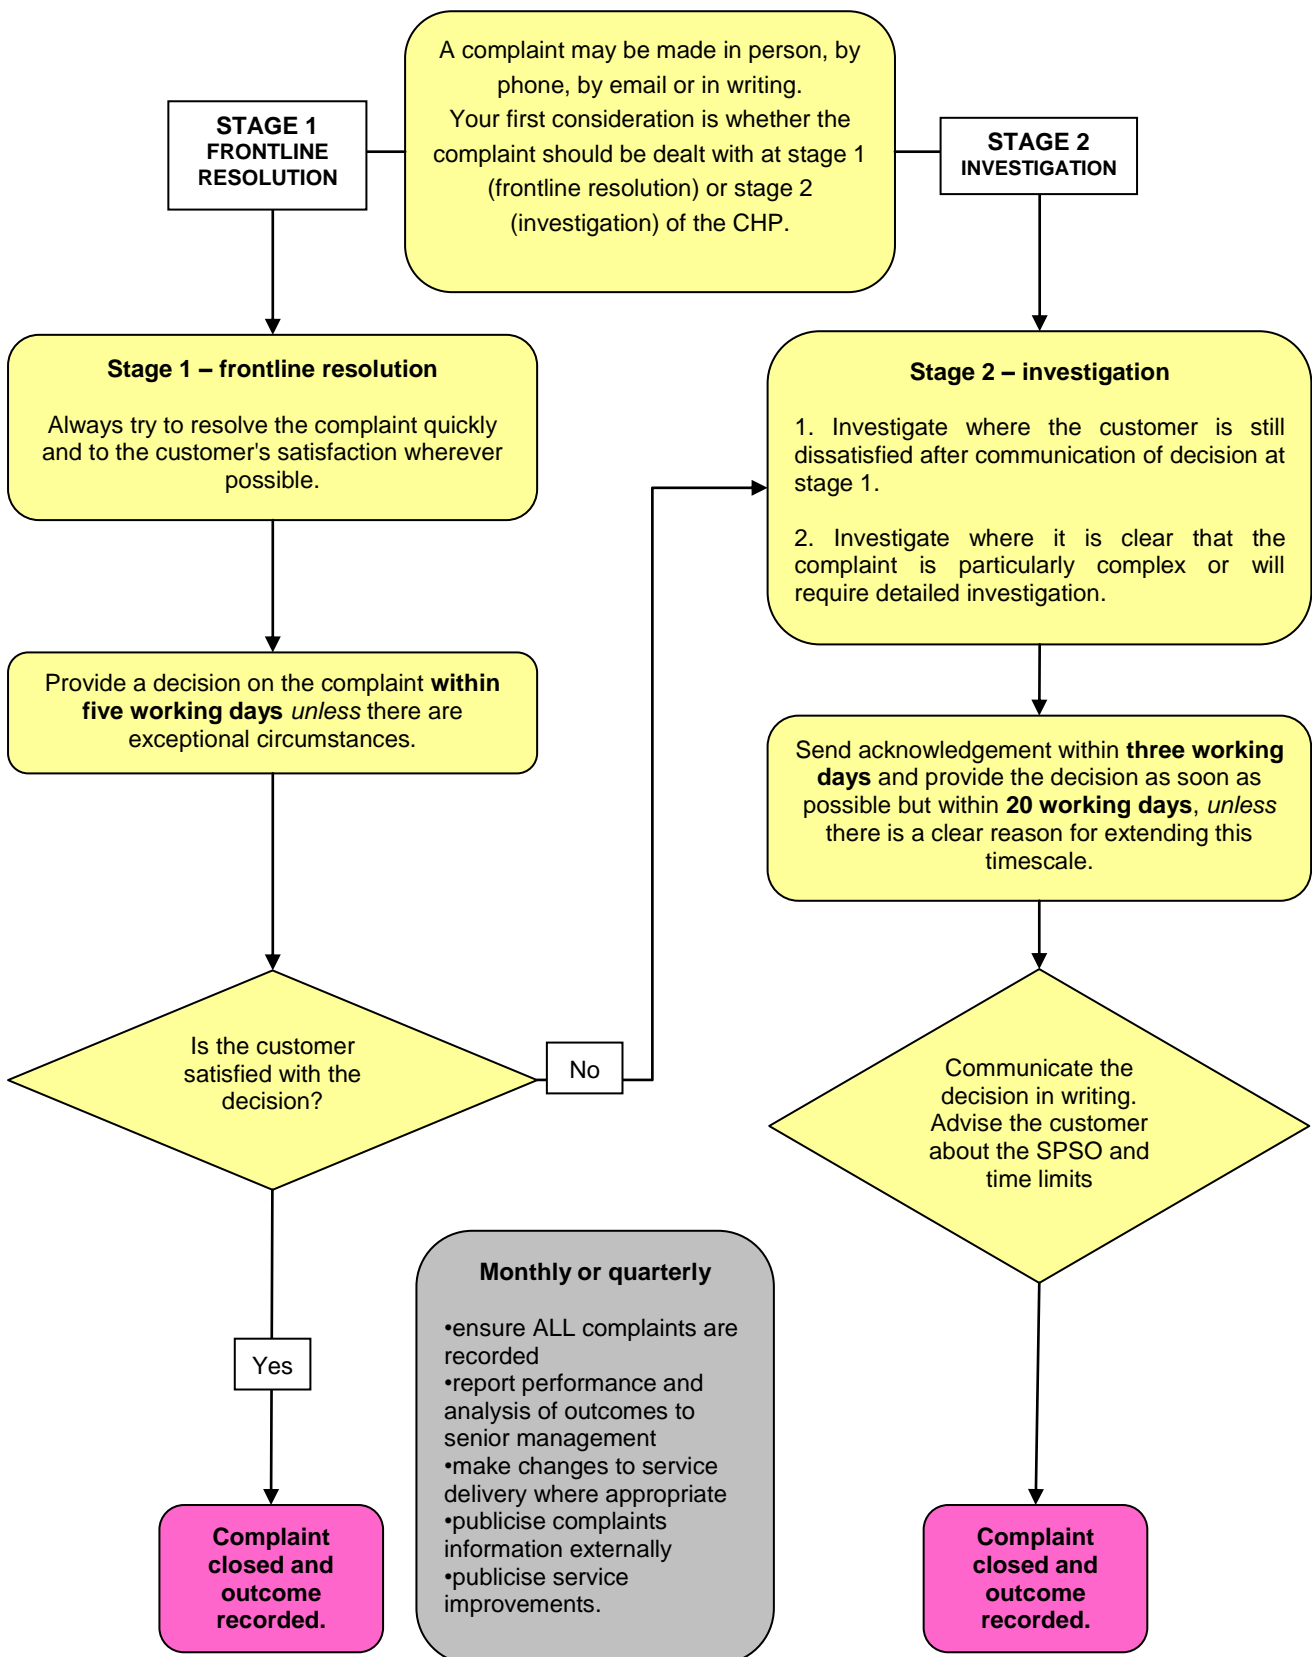 A complaint may be made in person, by
phone, by email or in writing.
Your first consideration is whether the
complaint should be dealt with at stage 1
(frontline resolution) or stage 2
(investigation) of the CHP.
STAGE 1
FRONTLINE
RESOLUTION
STAGE 2
INVESTIGATION
Stage 1 – frontline resolution
Always try to resolve the complaint quickly
and to the customer's satisfaction wherever
possible.
Provide a decision on the complaint within
five working days unless there are
exceptional circumstances.
Is the customer
satisfied with the
decision?
No
Yes
Complaint
closed and
outcome
recorded.
Stage 2 – investigation
1. Investigate where the customer is still
dissatisfied after communication of decision at
stage 1.
2. Investigate where it is clear that the
complaint is particularly complex or will
require detailed investigation.
Send acknowledgement within three working
days and provide the decision as soon as
possible but within 20 working days, unless
there is a clear reason for extending this
timescale.
Communicate the
decision in writing.
Advise the customer
about the SPSO and
time limits
Complaint
closed and
outcome
recorded.
Monthly or quarterly
•ensure ALL complaints are
recorded
•report performance and
analysis of outcomes to
senior management
•make changes to service
delivery where appropriate
•publicise complaints
information externally
•publicise service
improvements.